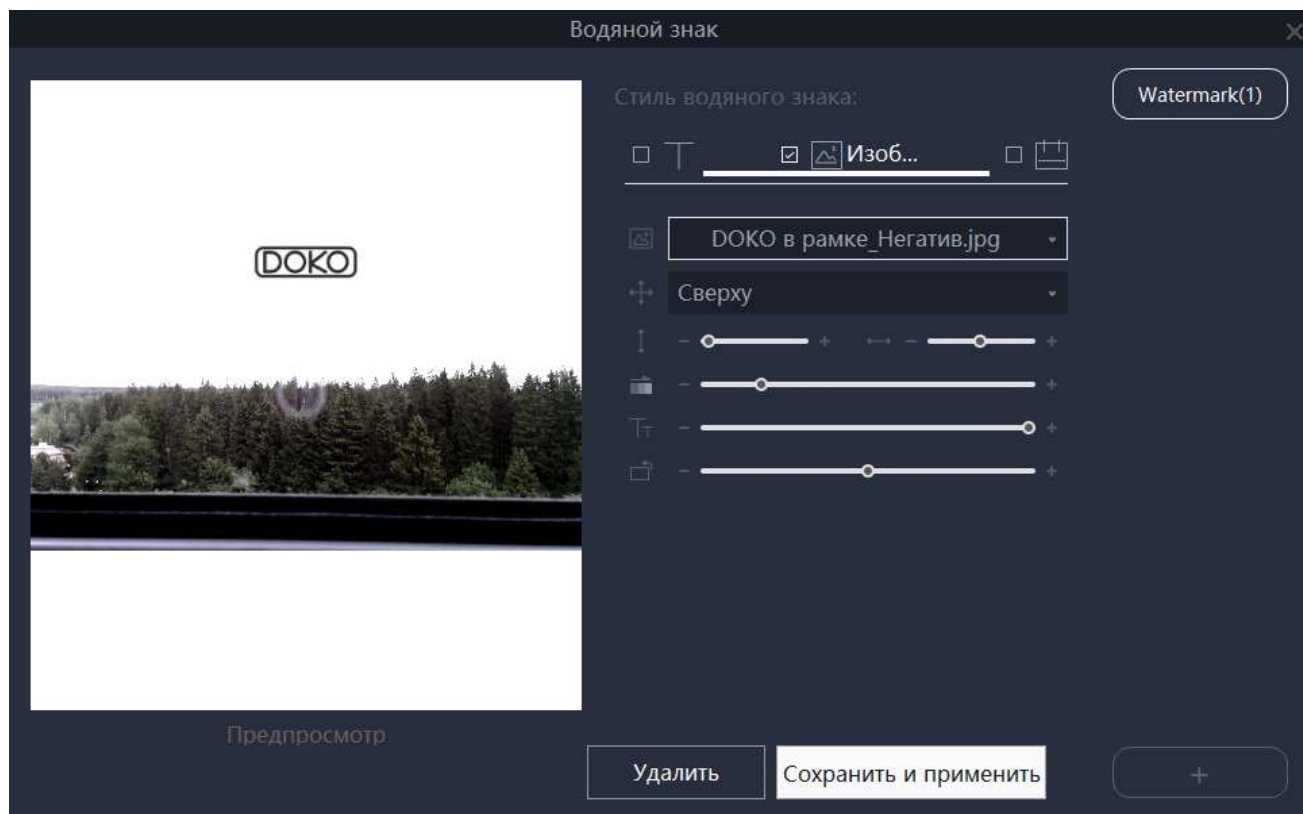 Водяной знак
Стиль водяного знака:
Watermark(1)
Изоб...
DOKO
DOKO в рамке_Негатив.jpg
Сверху
Предпросмотр
Удалить
Сохранить и применить
+